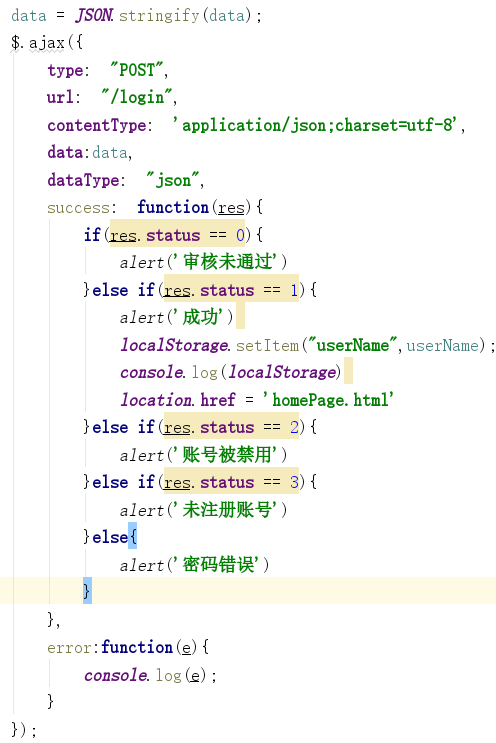 data = JSON.stringify(data);
$.ajax({
    type: "POST",
    url: "/login",
    contentType: 'application/json;charset=utf-8',
    data:data,
    dataType: "json",
    success: function(res){
        if(res.status == 0){
            alert('审核未通过')
        }else if(res.status == 1){
            alert('成功')
            localStorage.setItem("userName",userName);
            console.log(localStorage)
            location.href = 'homePage.html'
        }else if(res.status == 2){
            alert('账号被禁用')
        }else if(res.status == 3){
            alert('未注册账号')
        }else{
            alert('密码错误')
        }
    },
    error:function(e){
        console.log(e);
    }
});